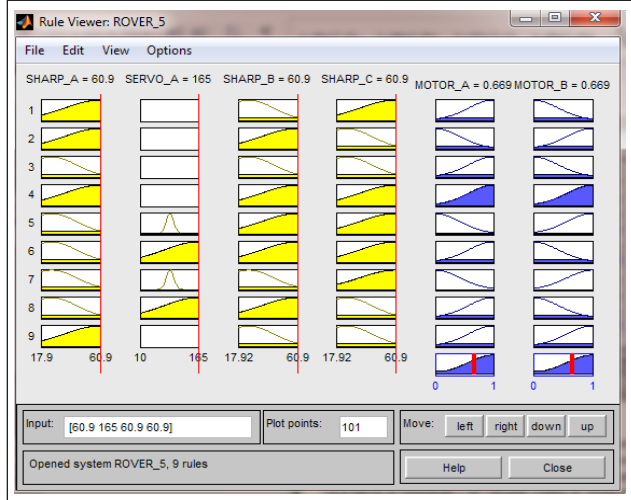 Rule Viewer: ROVER_5
File Edit View Options
SHARP_A = 60.9 SERVO_A = 165 SHARP_B = 60.9 SHARP_C = 60.9 MOTOR_A = 0.669 MOTOR_B = 0.669
1
2
3
4
5
6
7
8
9
17.9 60.9 10 165 17.92 60.9 17.92 60.9
0 1 0 1
Input: [60.9 165 60.9 60.9] Plot points: 101 Move: left right down up
Opened system ROVER_5, 9 rules Help Close